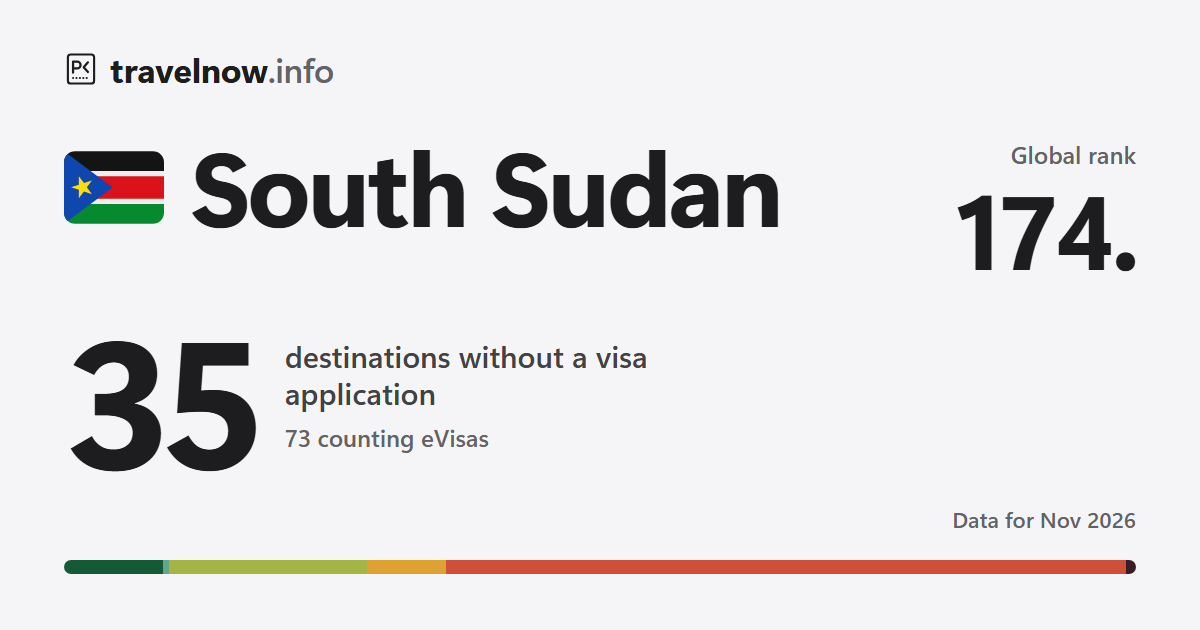 travelnow.info
South Sudan
Global rank
174.
35
destinations without a visa
application
73 counting eVisas
Data for Nov 2026